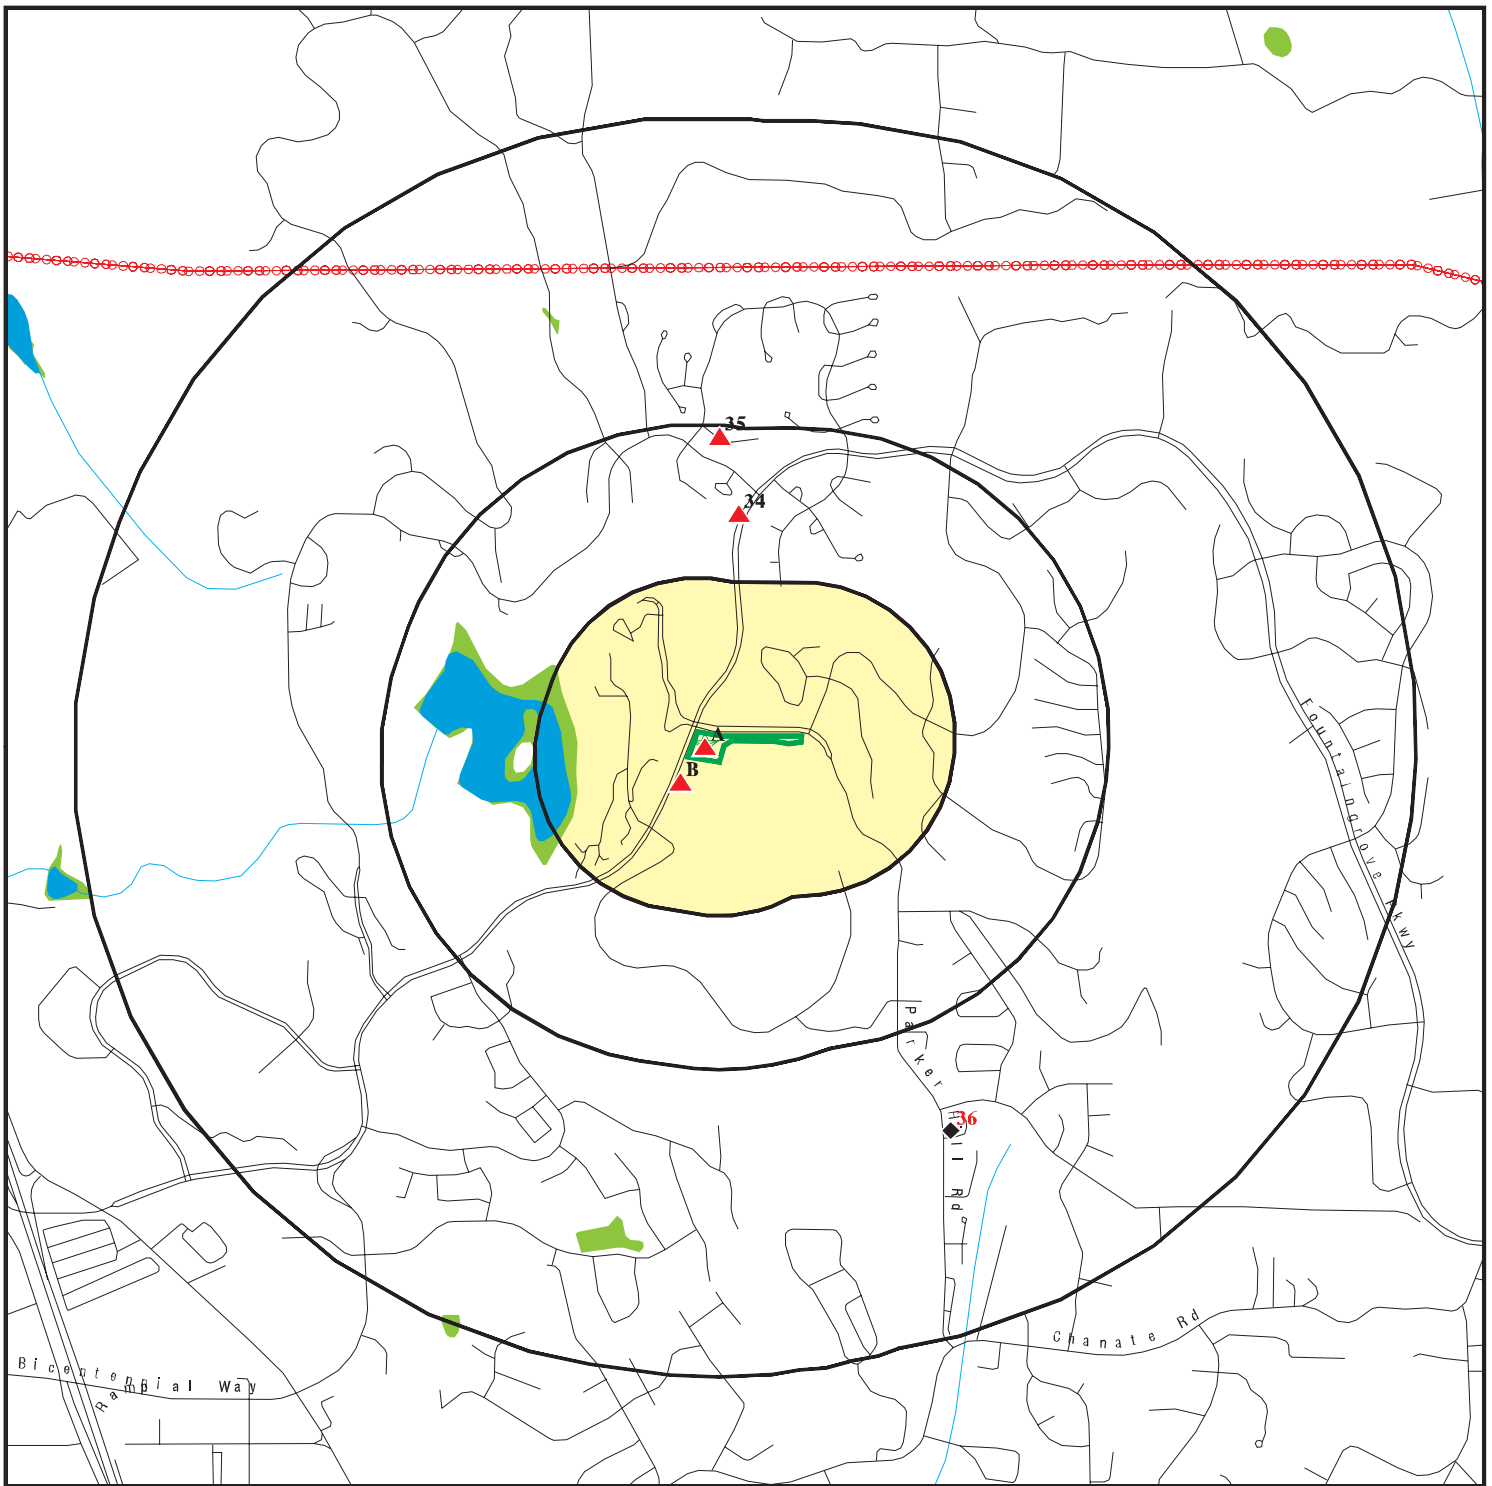 35
34
A
B
Fountaingrove Pkwy
Parker Hill Rd
36
Chanate Rd
Bicentennial Way
Ramp